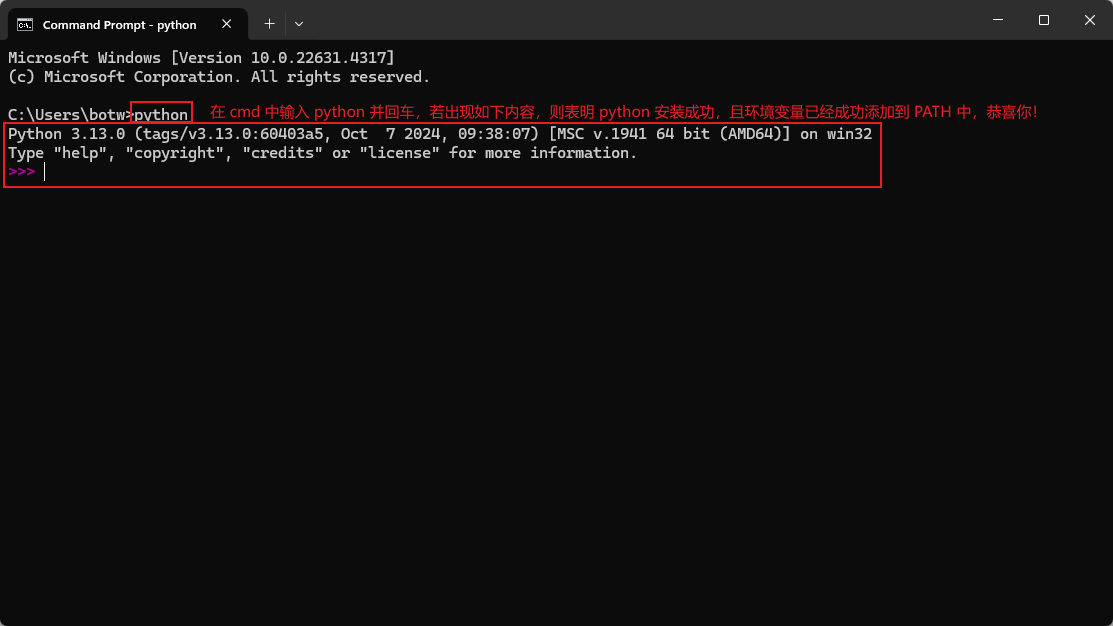 Command Prompt - python
Microsoft Windows [Version 10.0.22631.4317]
(c) Microsoft Corporation. All rights reserved.
C:\Users\botw>python 在 cmd 中输入 python 并回车，若出现如下内容，则表明 python 安装成功，且环境变量已经成功添加到 PATH 中，恭喜你！
Python 3.13.0 (tags/v3.13.0:60403a5, Oct  7 2024, 09:38:07) [MSC v.1941 64 bit (AMD64)] on win32
Type "help", "copyright", "credits" or "license" for more information.
>>>